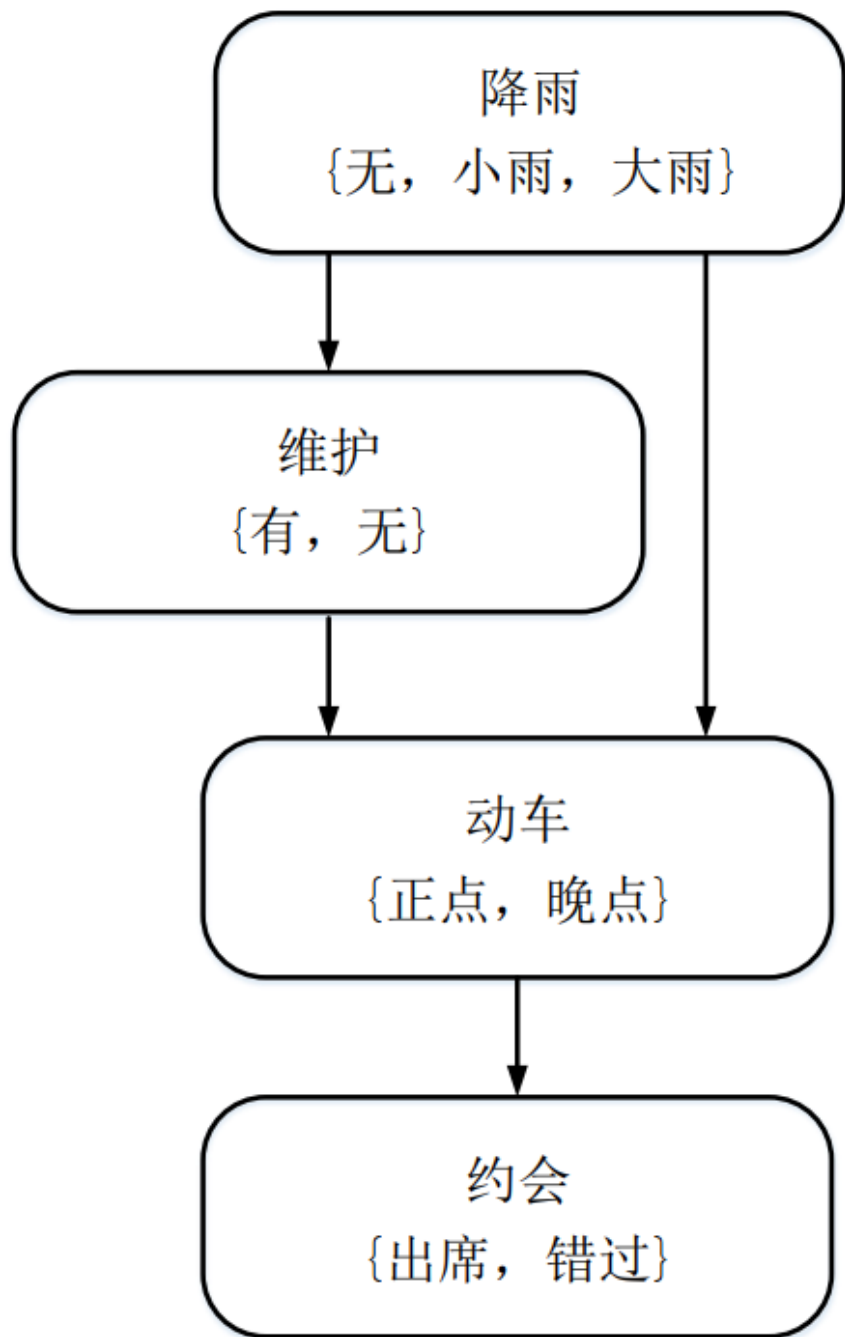 降雨
{无，小雨，大雨}
维护
{有，无}
动车
{正点，晚点}
约会
{出席，错过}